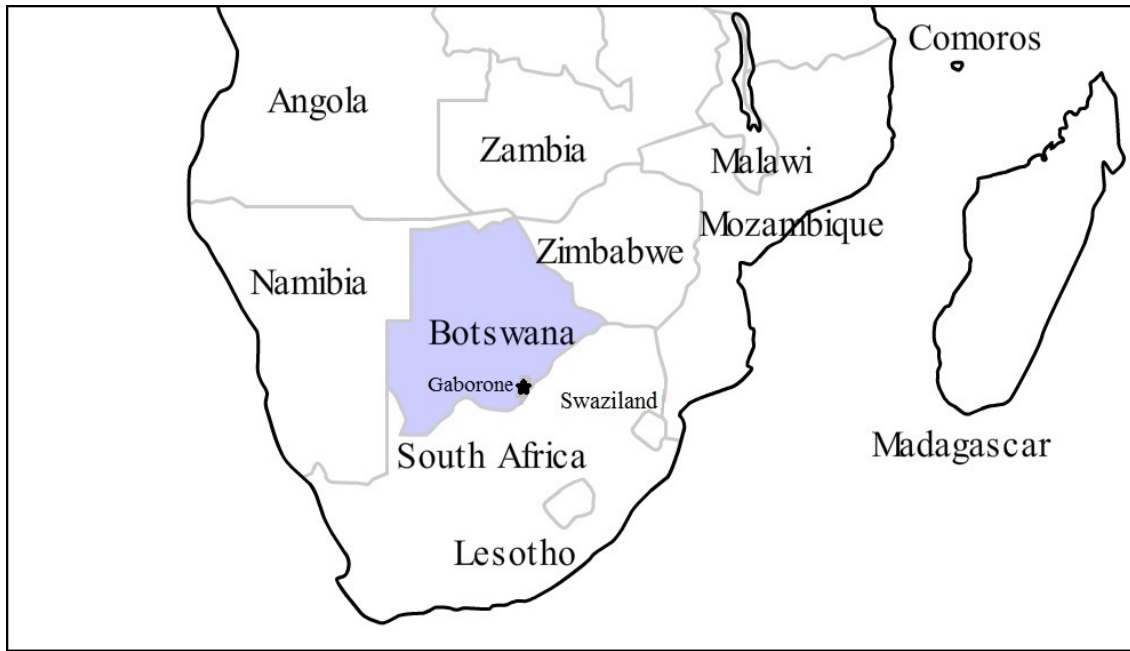 Comoros
Angola
Zambia
Malawi
Mozambique
Zimbabwe
Namibia
Botswana
Gaborone
Swaziland
Madagascar
South Africa
Lesotho